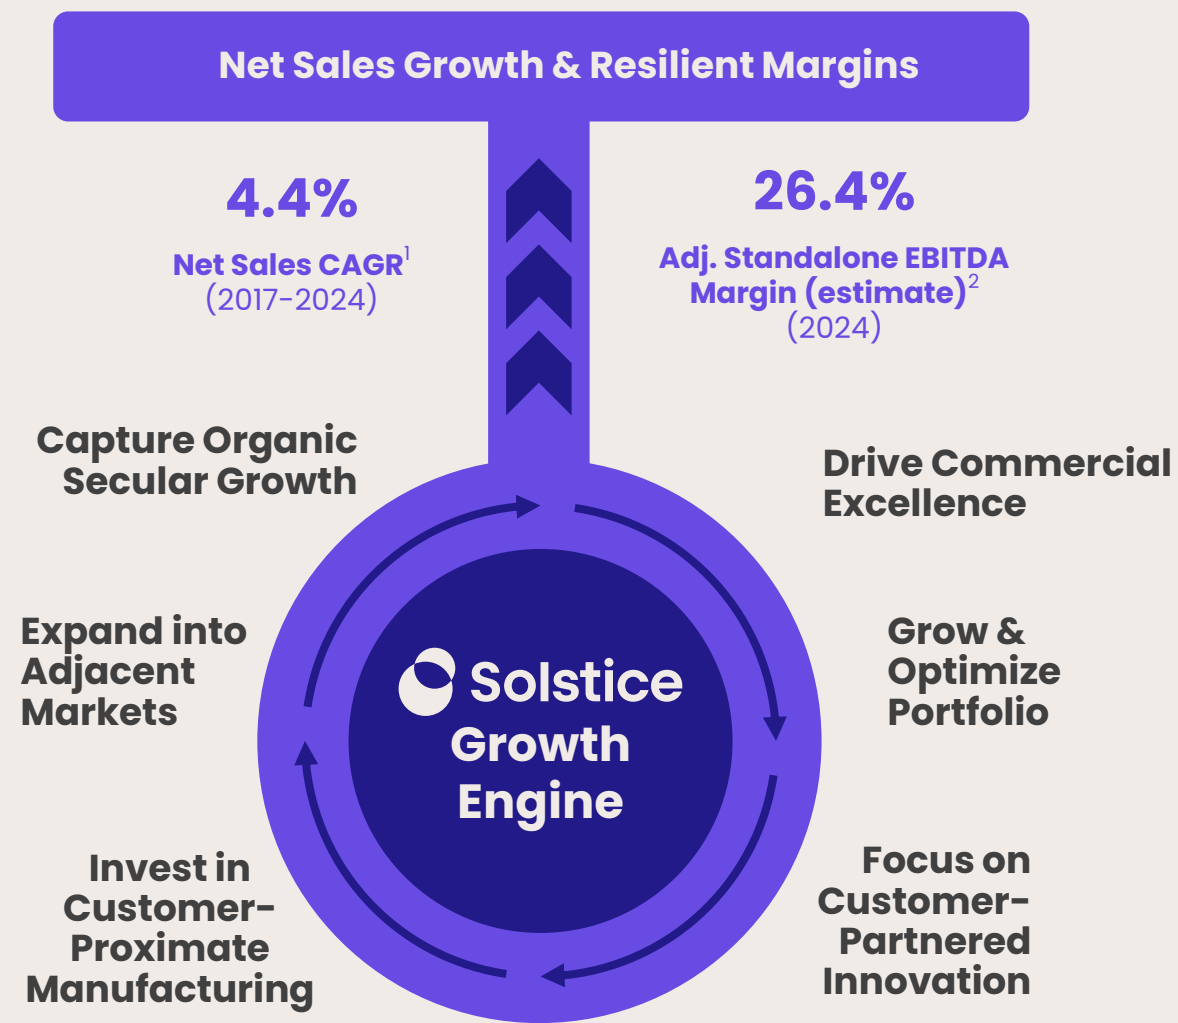 Net Sales Growth & Resilient Margins
4.4%
Net Sales CAGR1
(2017-2024)
26.4%
Adj. Standalone EBITDA
Margin (estimate)2
(2024)
Capture Organic
Secular Growth
Drive Commercial
Excellence
Expand into
Adjacent
Markets
Grow &
Optimize
Portfolio
Solstice
Growth
Engine
Invest in
Customer-
Proximate
Manufacturing
Focus on
Customer-
Partnered
Innovation